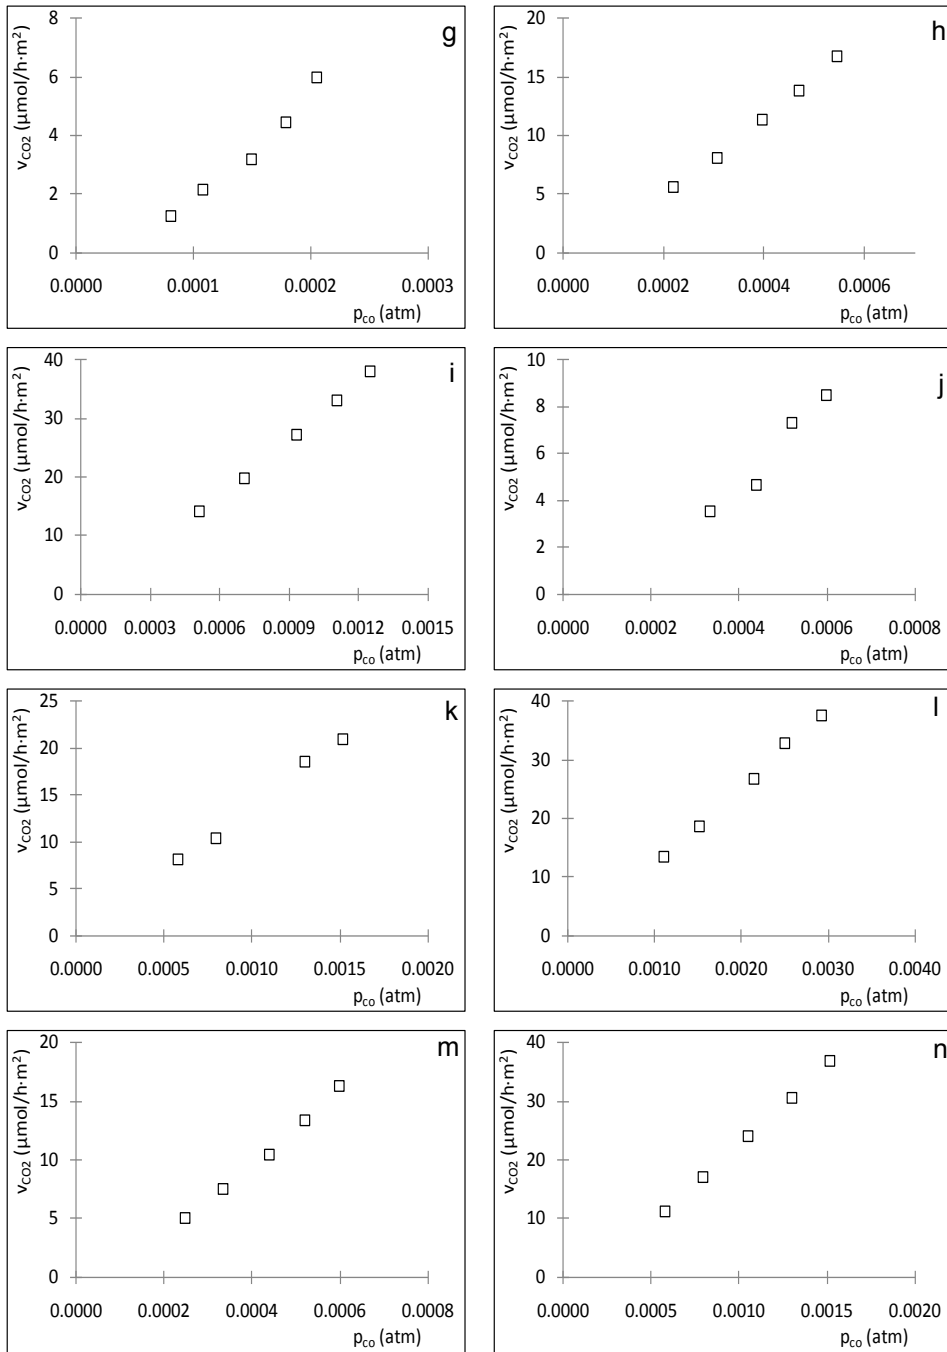 g
v_CO2 (µmol/h·m²)
8
6
4
2
0
0.0000 0.0001 0.0002 0.0003
p_co (atm)
h
v_CO2 (µmol/h·m²)
20
15
10
5
0
0.0000 0.0002 0.0004 0.0006
p_co (atm)
i
v_CO2 (µmol/h·m²)
40
30
20
10
0
0.0000 0.0003 0.0006 0.0009 0.0012 0.0015
p_co (atm)
j
v_CO2 (µmol/h·m²)
10
8
6
4
2
0
0.0000 0.0002 0.0004 0.0006 0.0008
p_co (atm)
k
v_CO2 (µmol/h·m²)
25
20
15
10
5
0
0.0000 0.0005 0.0010 0.0015 0.0020
p_co (atm)
l
v_CO2 (µmol/h·m²)
40
30
20
10
0
0.0000 0.0010 0.0020 0.0030 0.0040
p_co (atm)
m
v_CO2 (µmol/h·m²)
20
15
10
5
0
0.0000 0.0002 0.0004 0.0006 0.0008
p_co (atm)
n
v_CO2 (µmol/h·m²)
40
30
20
10
0
0.0000 0.0005 0.0010 0.0015 0.0020
p_co (atm)